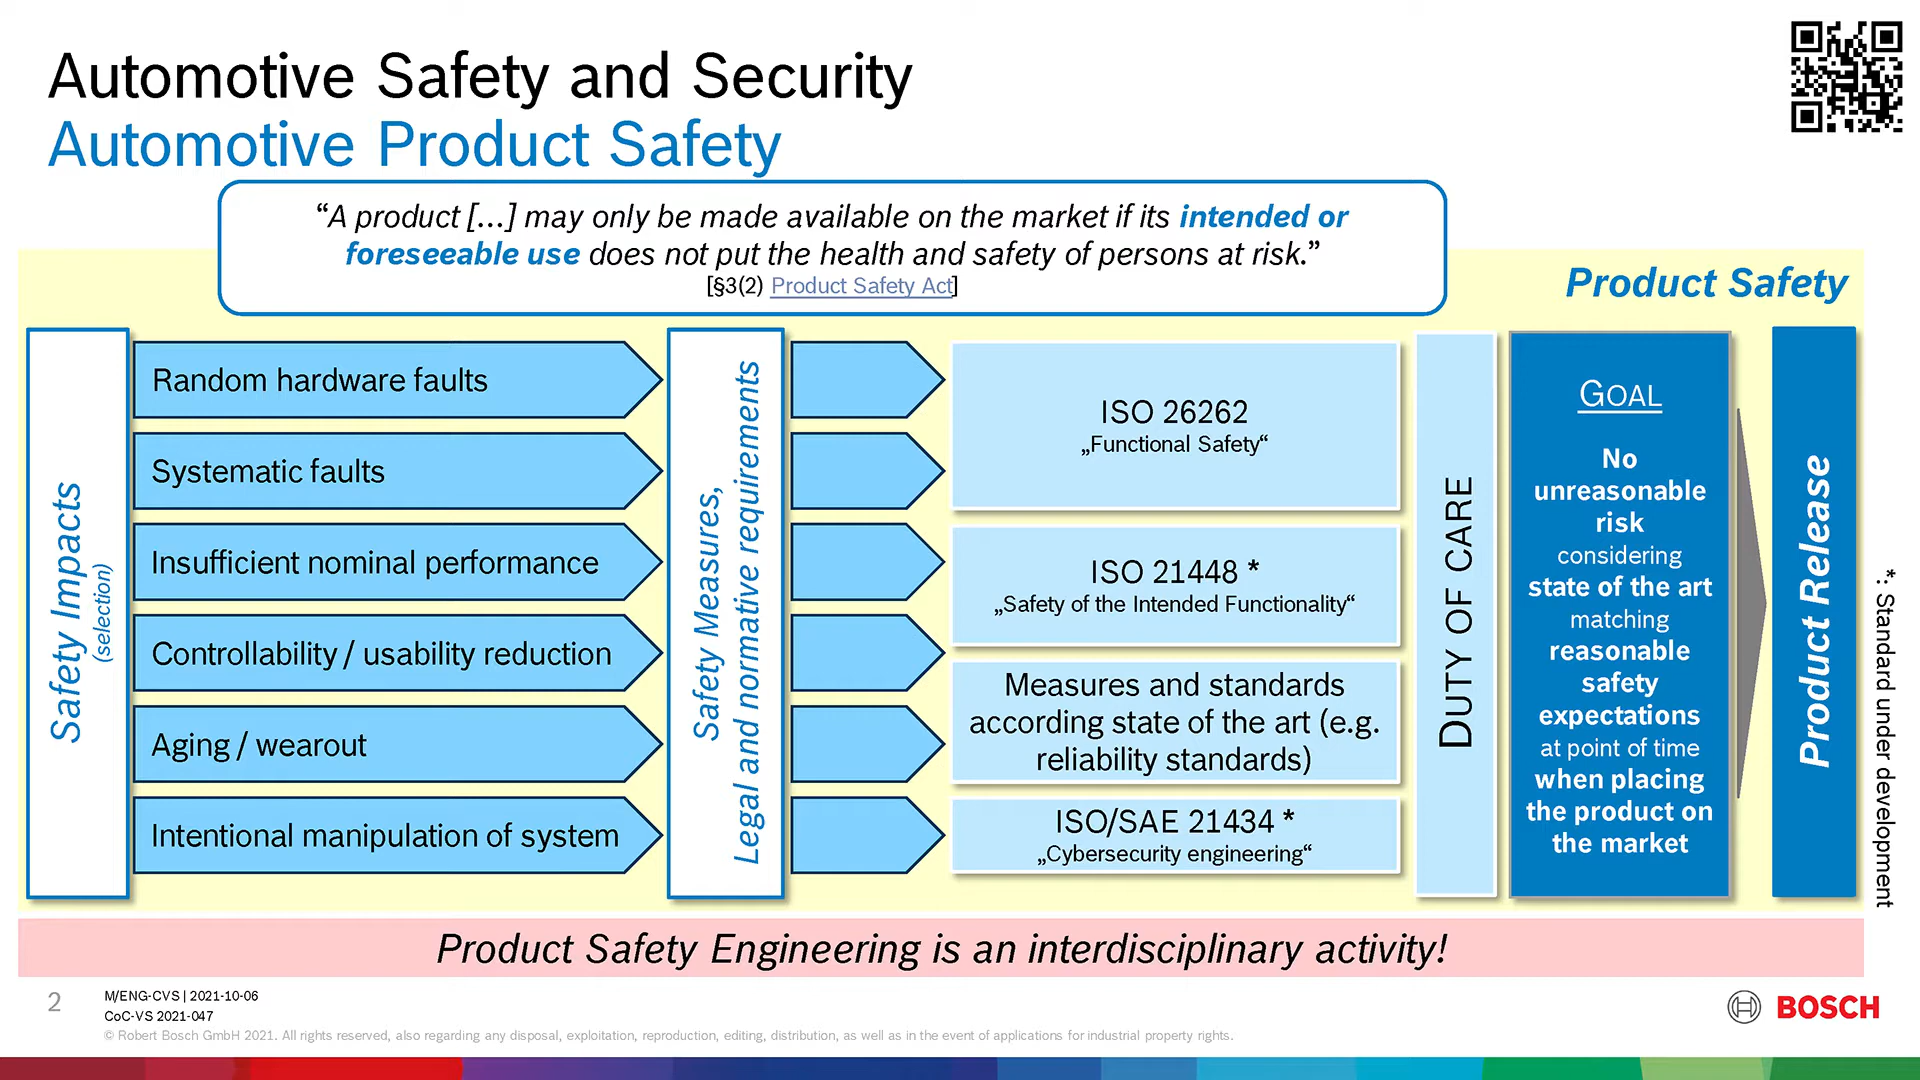 Automotive Safety and Security
Automotive Product Safety
“A product [...] may only be made available on the market if its intended or
foreseeable use does not put the health and safety of persons at risk.”
[§3(2) Product Safety Act]
Product Safety
Safety Impacts
(selection)
Random hardware faults
Systematic faults
Insufficient nominal performance
Controllability / usability reduction
Aging / wearout
Intentional manipulation of system
Safety Measures,
Legal and normative requirements
ISO 26262
„Functional Safety“
ISO 21448 *
„Safety of the Intended Functionality“
Measures and standards
according state of the art (e.g.
reliability standards)
ISO/SAE 21434 *
„Cybersecurity engineering“
DUTY OF CARE
GOAL
No
unreasonable
risk
considering
state of the art
matching
reasonable
safety
expectations
at point of time
when placing
the product on
the market
Product Release
*: Standard under development
Product Safety Engineering is an interdisciplinary activity!
2
M/ENG-CVS | 2021-10-06
CoC-VS 2021-047
© Robert Bosch GmbH 2021. All rights reserved, also regarding any disposal, exploitation, reproduction, editing, distribution, as well as in the event of applications for industrial property rights.
BOSCH